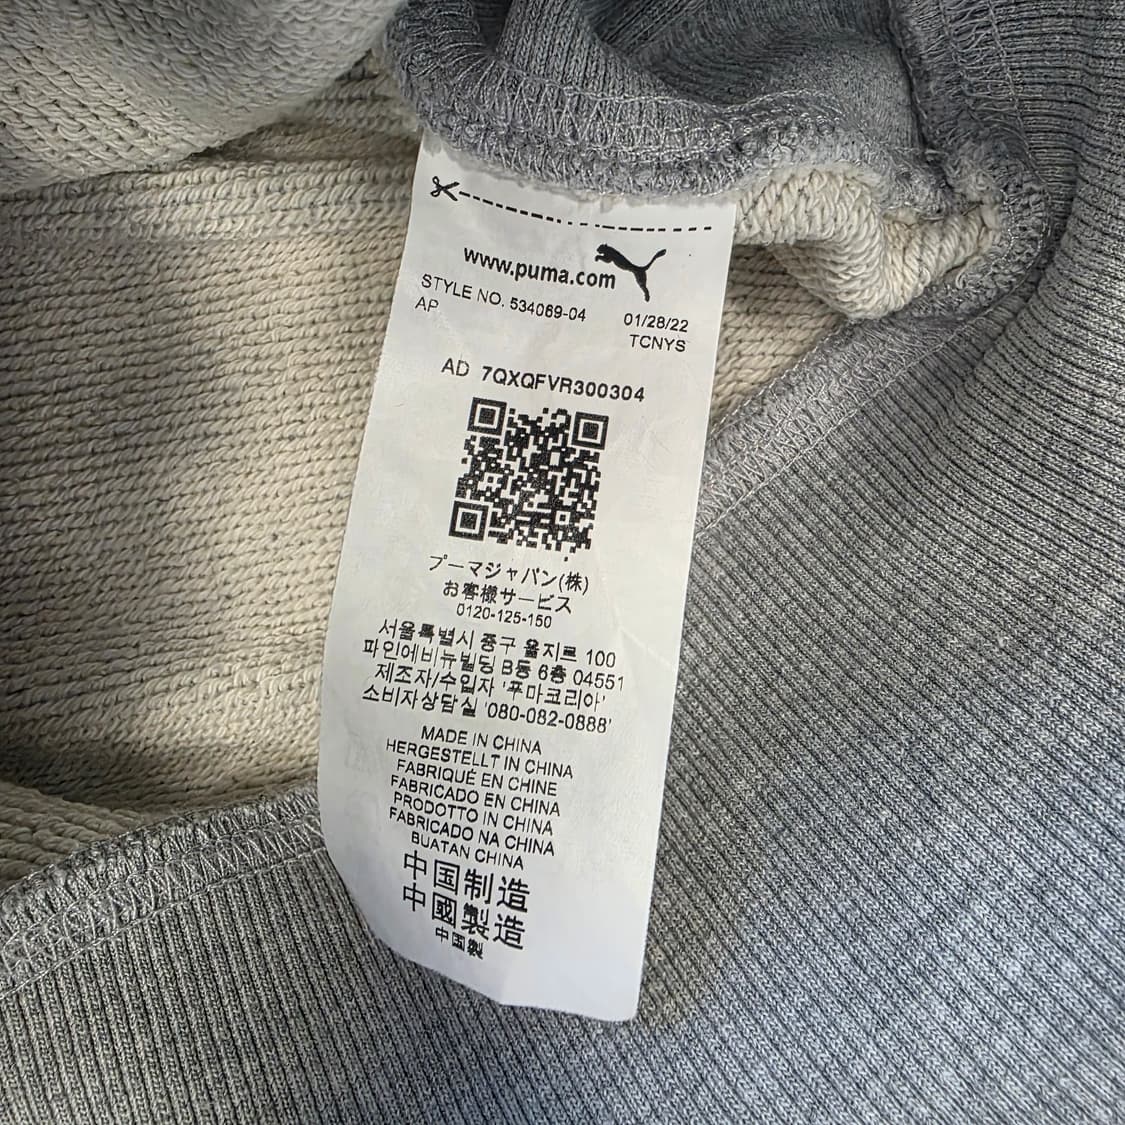 www.puma.com
STYLE NO. 534069-04
AP
01/28/22
TCNYS
AD 7QXQFVR300304
プーマジャパン(株)
お客様サービス
0120-125-150
서울특별시 중구 을지로 100
파인에비뉴빌딩 B동 6층 04551
제조자/수입자 '푸마코리아'
소비자상담실 '080-082-0888'
MADE IN CHINA
HERGESTELLT IN CHINA
FABRIQUÉ EN CHINE
FABRICADO EN CHINA
PRODOTTO IN CHINA
FABRICADO NA CHINA
BUATAN CHINA
中国制造
中國製造
中国製